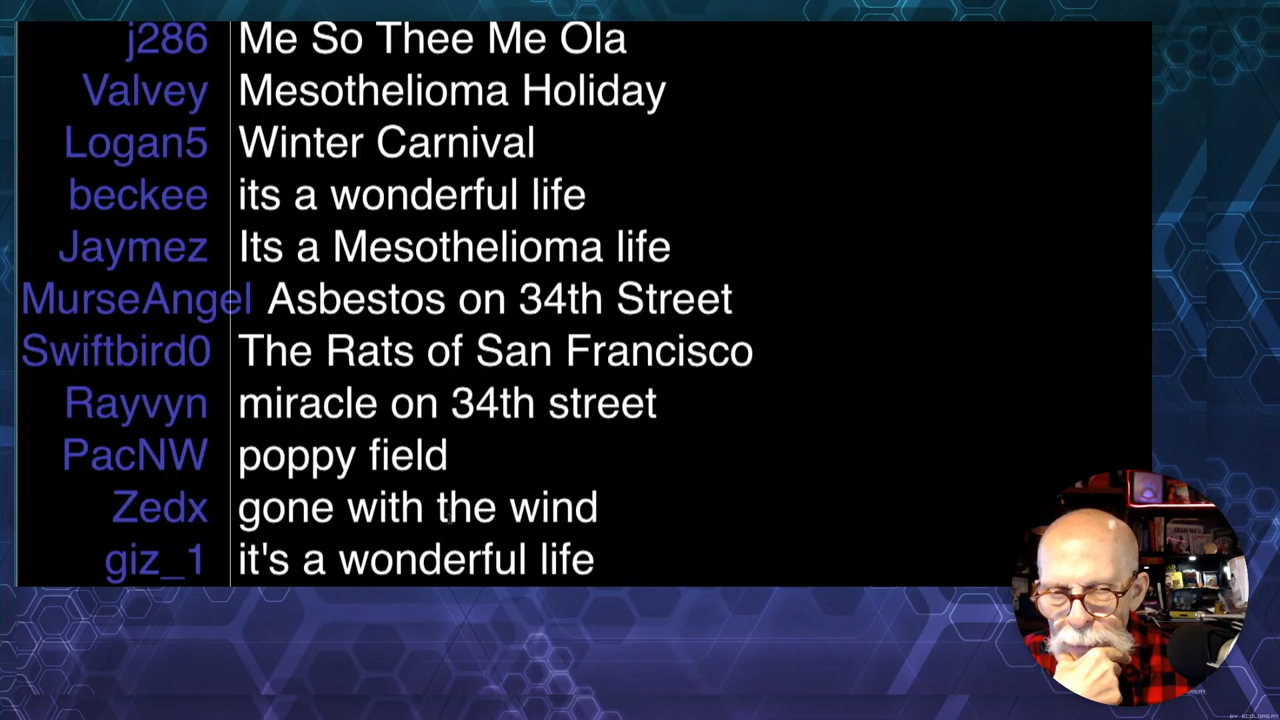 j286 Me So Thee Me Ola
Valvey Mesothelioma Holiday
Logan5 Winter Carnival
beckee its a wonderful life
Jaymez Its a Mesothelioma life
MurseAngel Asbestos on 34th Street
Swiftbird0 The Rats of San Francisco
Rayvyn miracle on 34th street
PacNW poppy field
Zedx gone with the wind
giz_1 it's a wonderful life